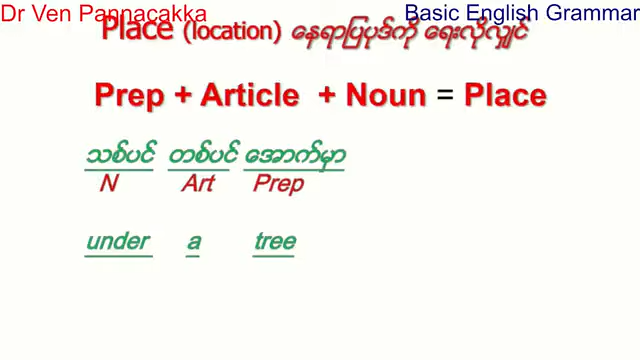 Dr Ven Pannacakka
Basic English Grammar
Place (location) နေရာပြပုဒ်ကို ရေးလိုလျှင်
Prep + Article + Noun = Place
သစ်ပင် တစ်ပင် အောက်မှာ
N Art Prep
under a tree